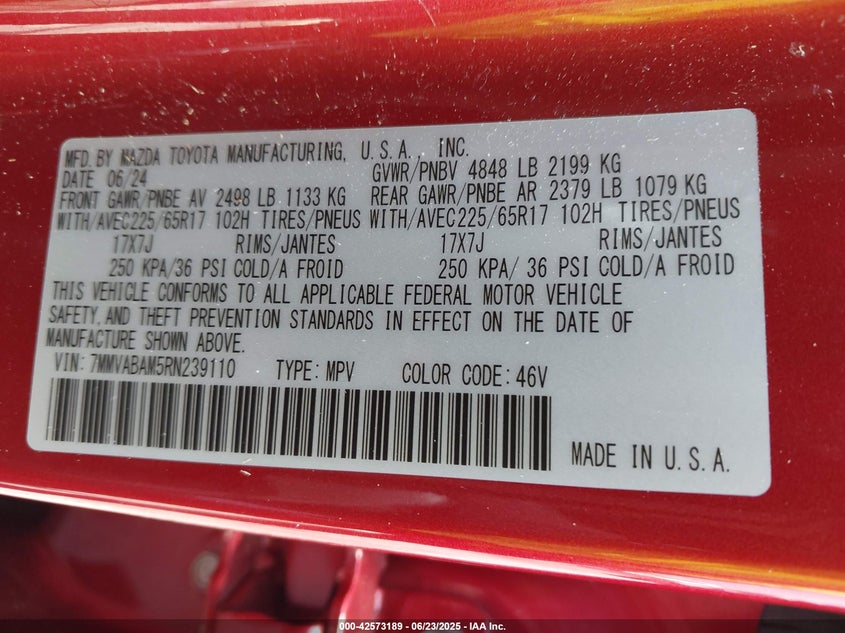 MFD. BY MAZDA TOYOTA MANUFACTURING, U.S.A., INC.
DATE 06/24 GVWR/PNBV 4848 LB 2199 KG
FRONT GAWR/PNBE AV 2498 LB 1133 KG REAR GAWR/PNBE AR 2379 LB 1079 KG
WITH/AVEC225/65R17 102H TIRES/PNEUS WITH/AVEC225/65R17 102H TIRES/PNEUS
17X7J RIMS/JANTES 17X7J RIMS/JANTES
250 KPA/36 PSI COLD/A FROID 250 KPA/ 36 PSI COLD/A FROID
THIS VEHICLE CONFORMS TO ALL APPLICABLE FEDERAL MOTOR VEHICLE
SAFETY, AND THEFT PREVENTION STANDARDS IN EFFECT ON THE DATE OF
MANUFACTURE SHOWN ABOVE.
VIN: 7MMVABAM5RN239110 TYPE: MPV COLOR CODE: 46V
MADE IN U.S.A.
000-42573189 - 06/23/2025 - © IAA Inc.